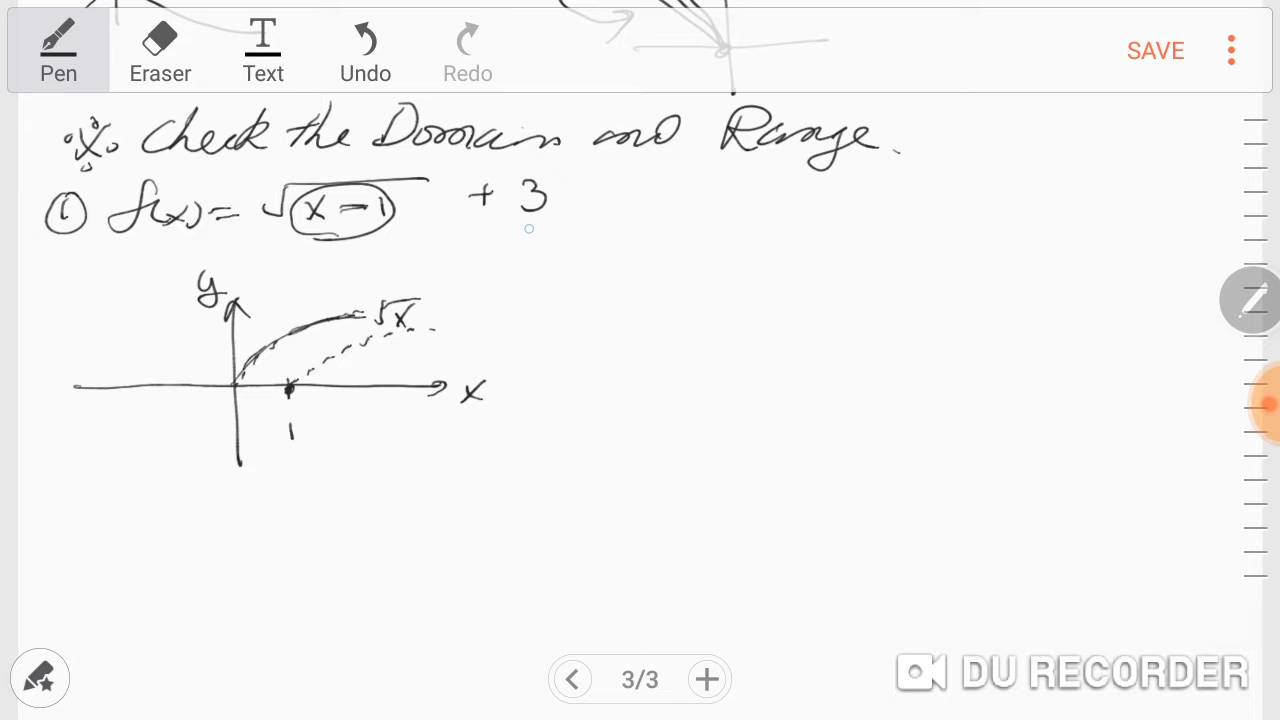 Pen
Eraser
T
Text
Undo
Redo
SAVE
※ Check the Domain and Range.
① f(x) = √(x - 1) + 3
y
√x
x
1
3/3
DU RECORDER